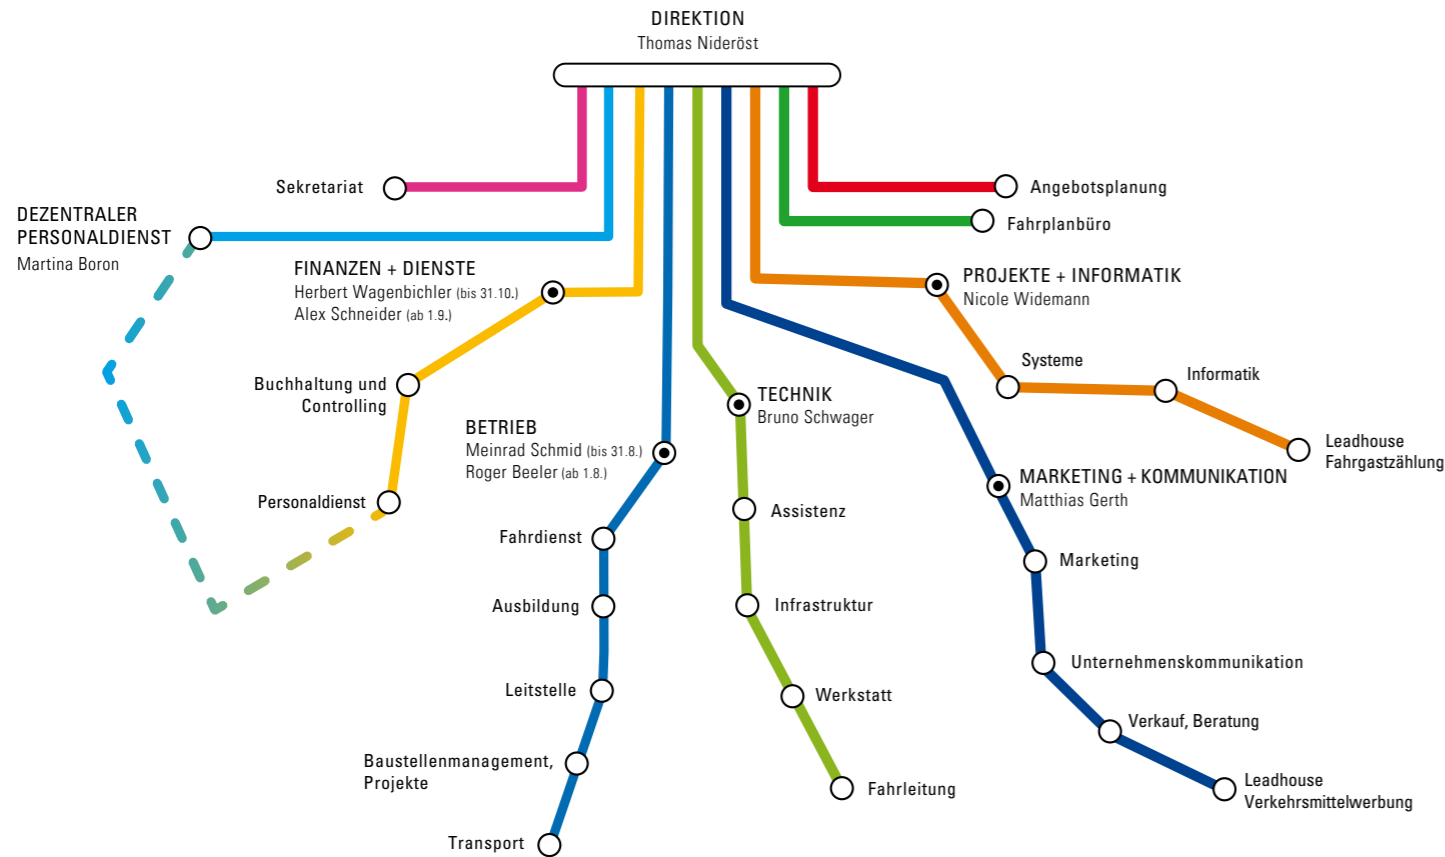 DIREKTION
Thomas Nideröst
Sekretariat
Angebotsplanung
Fahrplanbüro
DEZENTRALER
PERSONALDIENST
Martina Boron
FINANZEN + DIENSTE
Herbert Wagenbichler (bis 31.10.)
Alex Schneider (ab 1.9.)
Buchhaltung und
Controlling
Personaldienst
BETRIEB
Meinrad Schmid (bis 31.8.)
Roger Beeler (ab 1.8.)
Fahrdienst
Ausbildung
Leitstelle
Baustellenmanagement,
Projekte
Transport
TECHNIK
Bruno Schwager
Assistenz
Infrastruktur
Werkstatt
Fahrleitung
MARKETING + KOMMUNIKATION
Matthias Gerth
Marketing
Unternehmenskommunikation
Verkauf, Beratung
Leadhouse
Verkehrsmittelwerbung
PROJEKTE + INFORMATIK
Nicole Widemann
Systeme
Informatik
Leadhouse
Fahrgastzählung